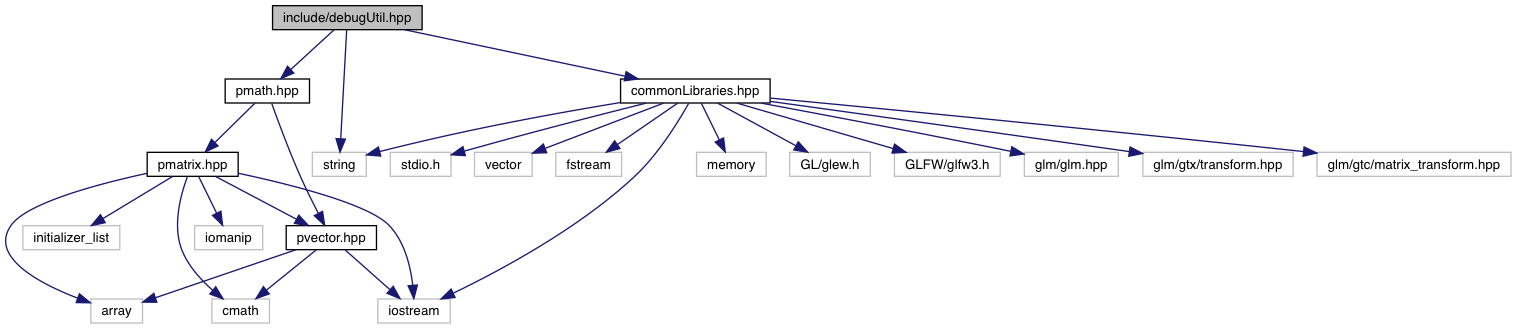 include/debugUtil.hpp
pmath.hpp
commonLibraries.hpp
pmatrix.hpp
string
stdio.h
vector
fstream
memory
GL/glew.h
GLFW/glfw3.h
glm/glm.hpp
glm/gtx/transform.hpp
glm/gtc/matrix_transform.hpp
initializer_list
iomanip
pvector.hpp
array
cmath
iostream